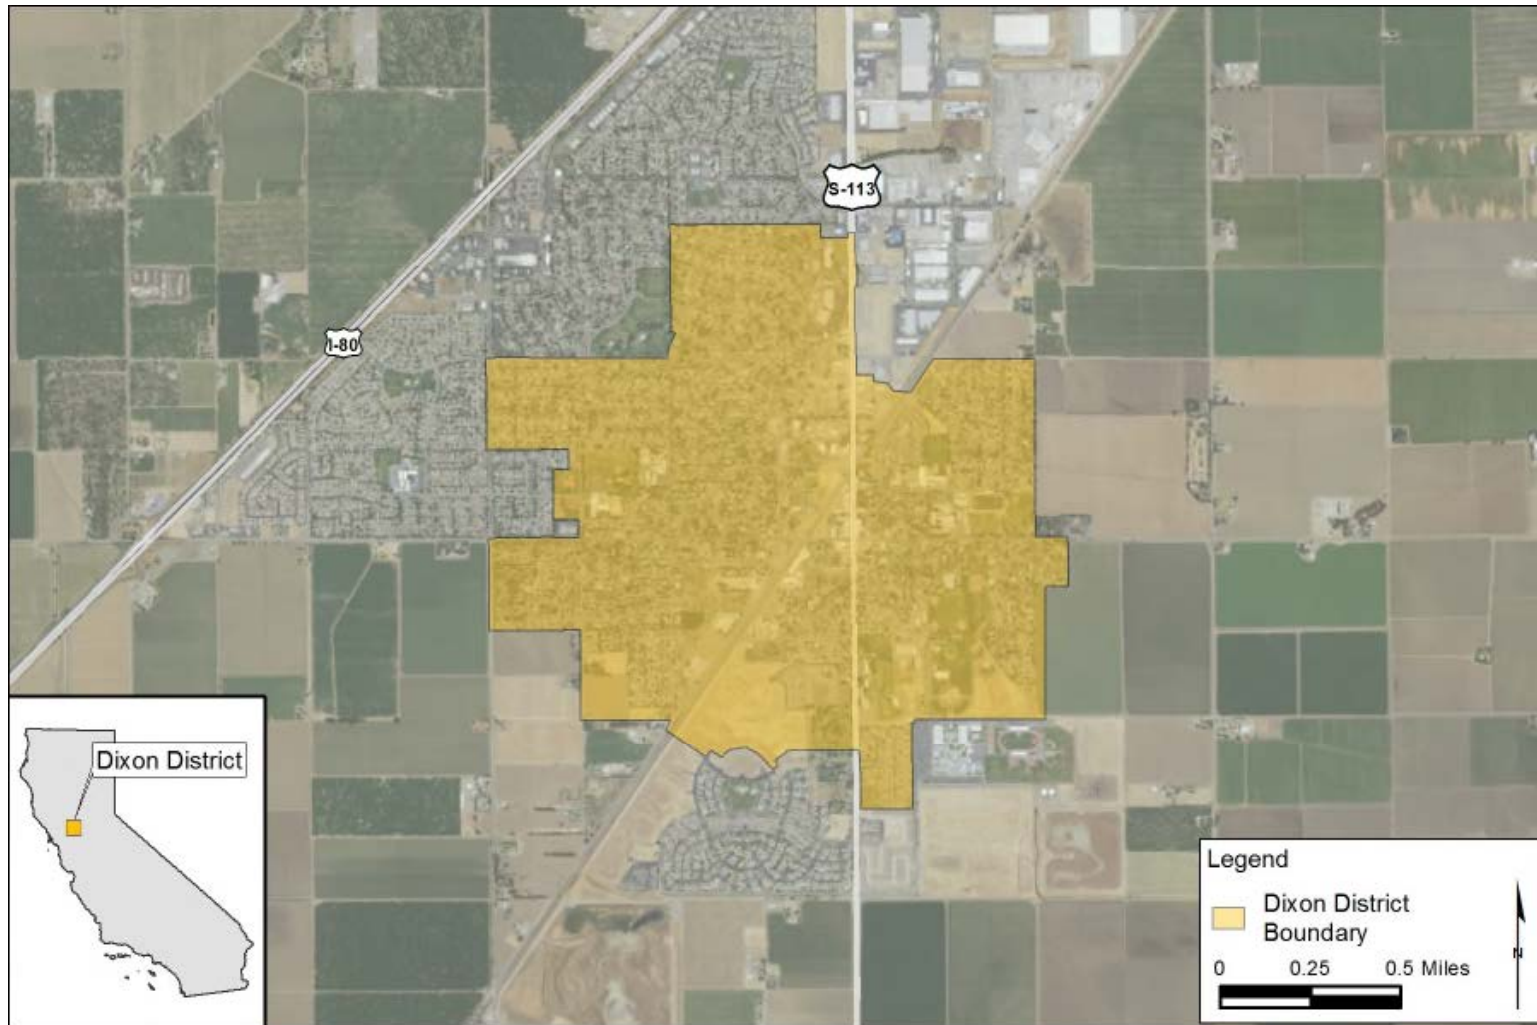 S-113
I-80
Dixon District
Legend
Dixon District
Boundary
0 0.25 0.5 Miles
N